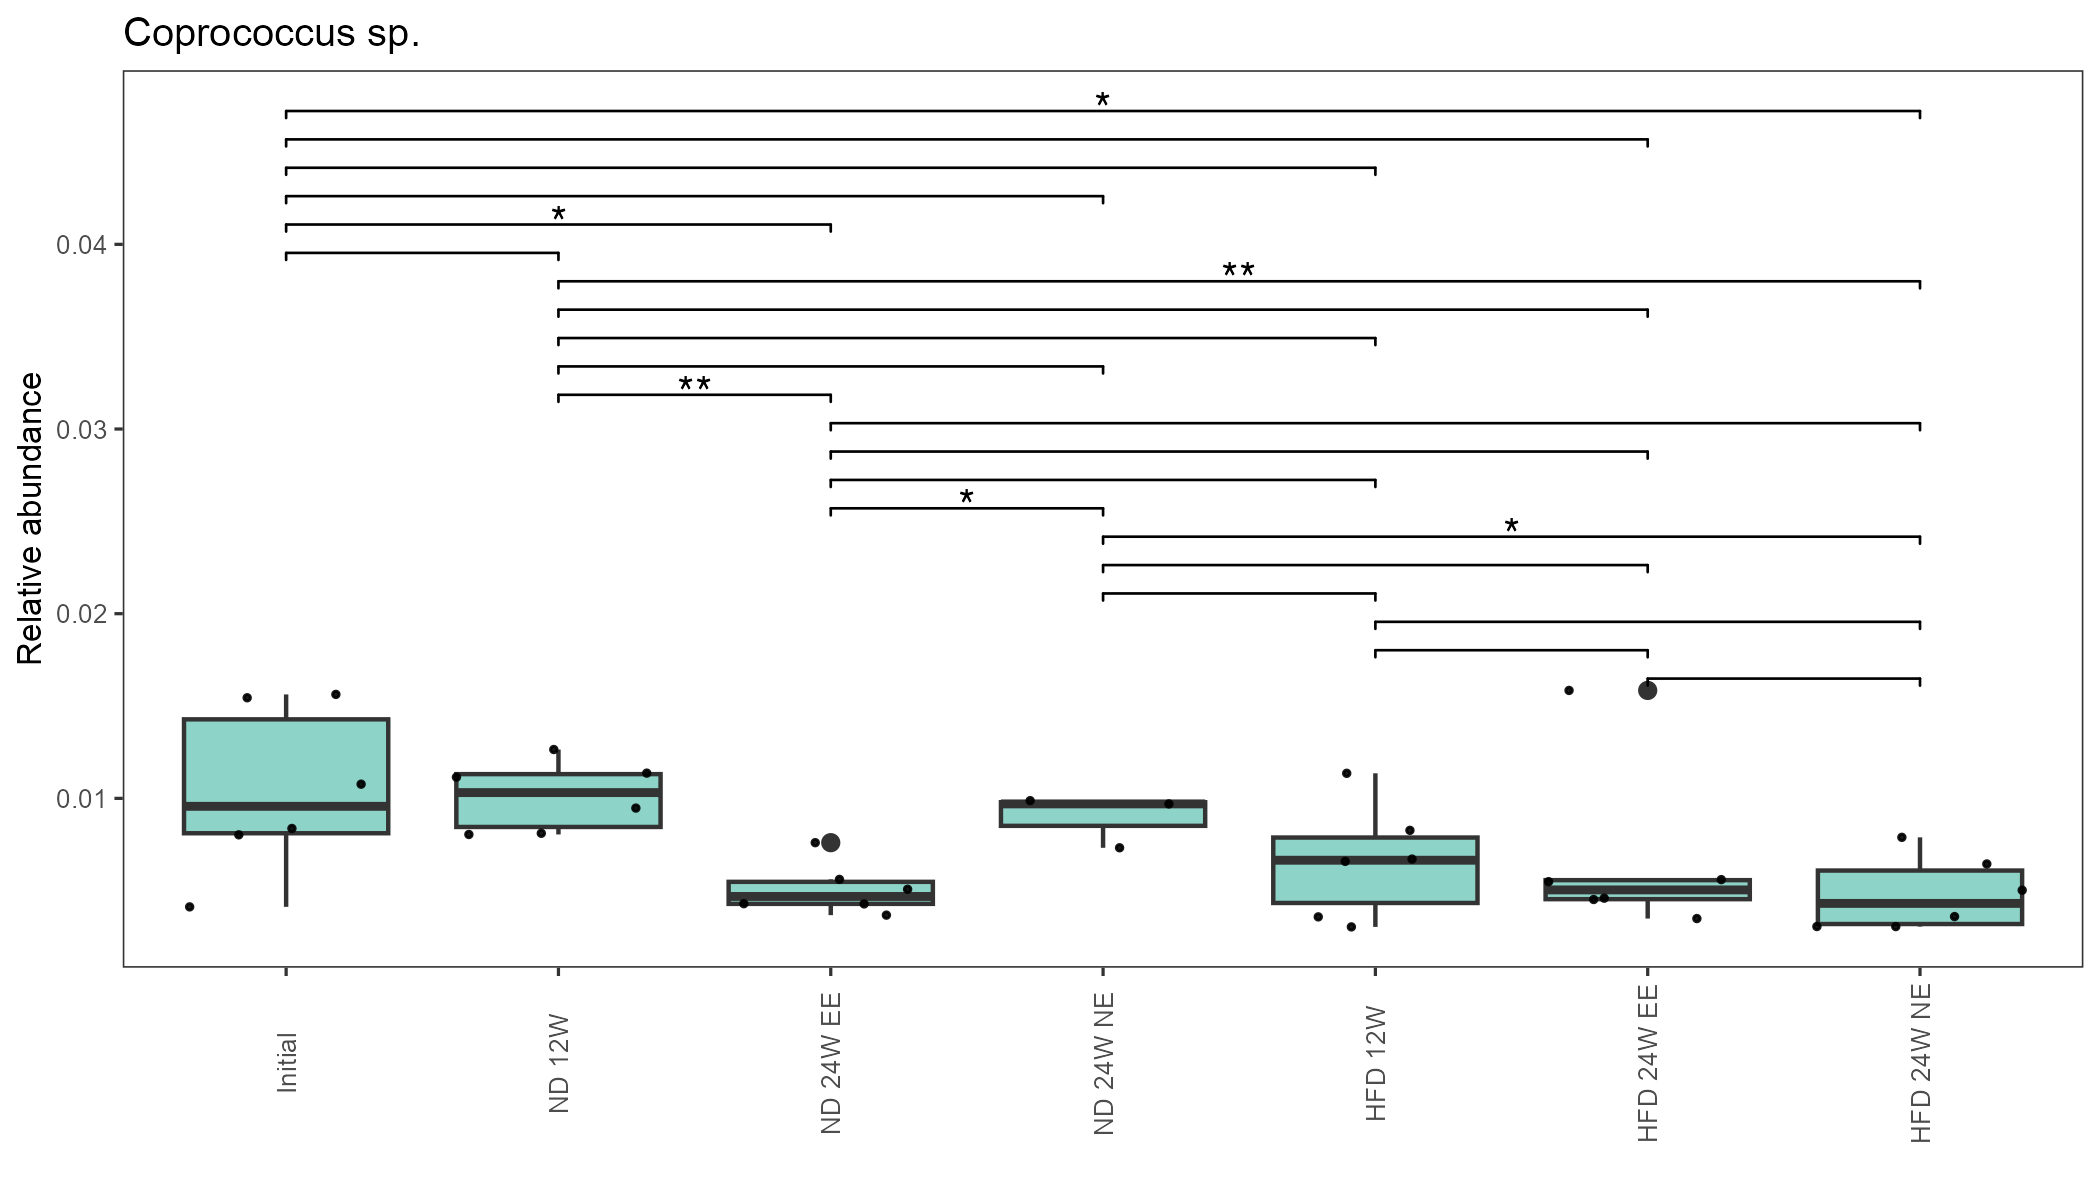 Coprococcus sp.
*
*
**
**
*
*
Relative abundance
0.04
0.03
0.02
0.01
Initial
ND 12W
ND 24W EE
ND 24W NE
HFD 12W
HFD 24W EE
HFD 24W NE